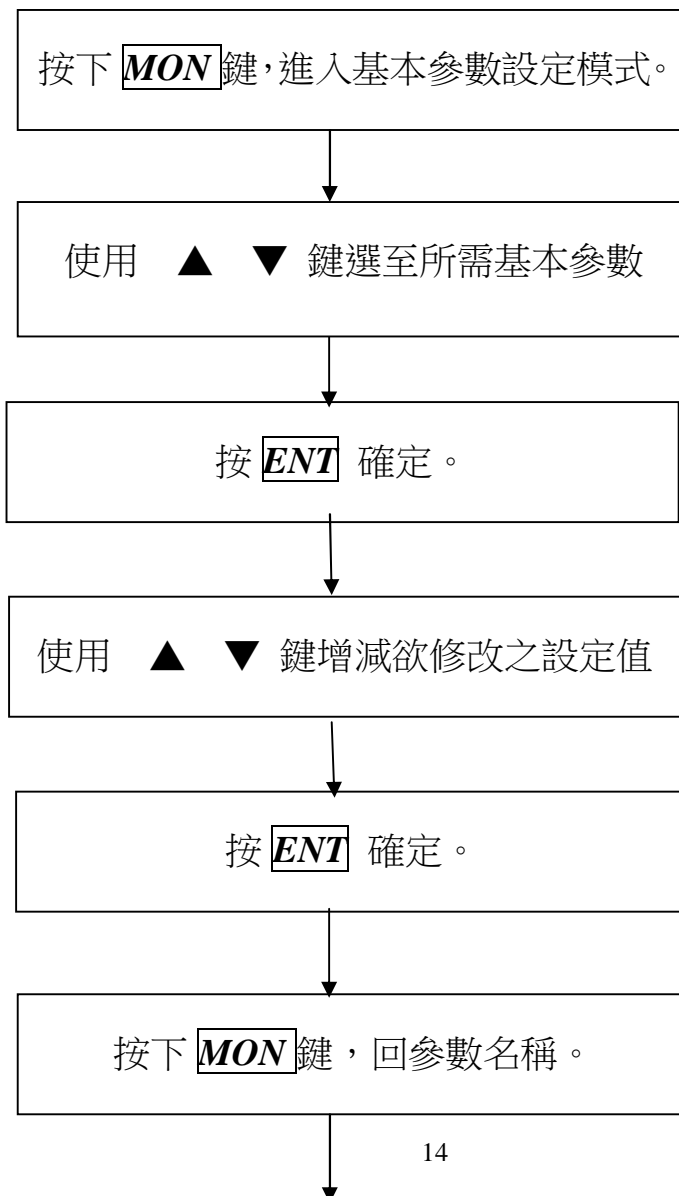 按下 MON 鍵，進入基本參數設定模式。
使用 ▲ ▼ 鍵選至所需基本參數
按 ENT 確定。
使用 ▲ ▼ 鍵增減欲修改之設定值
按 ENT 確定。
按下 MON 鍵，回參數名稱。
14